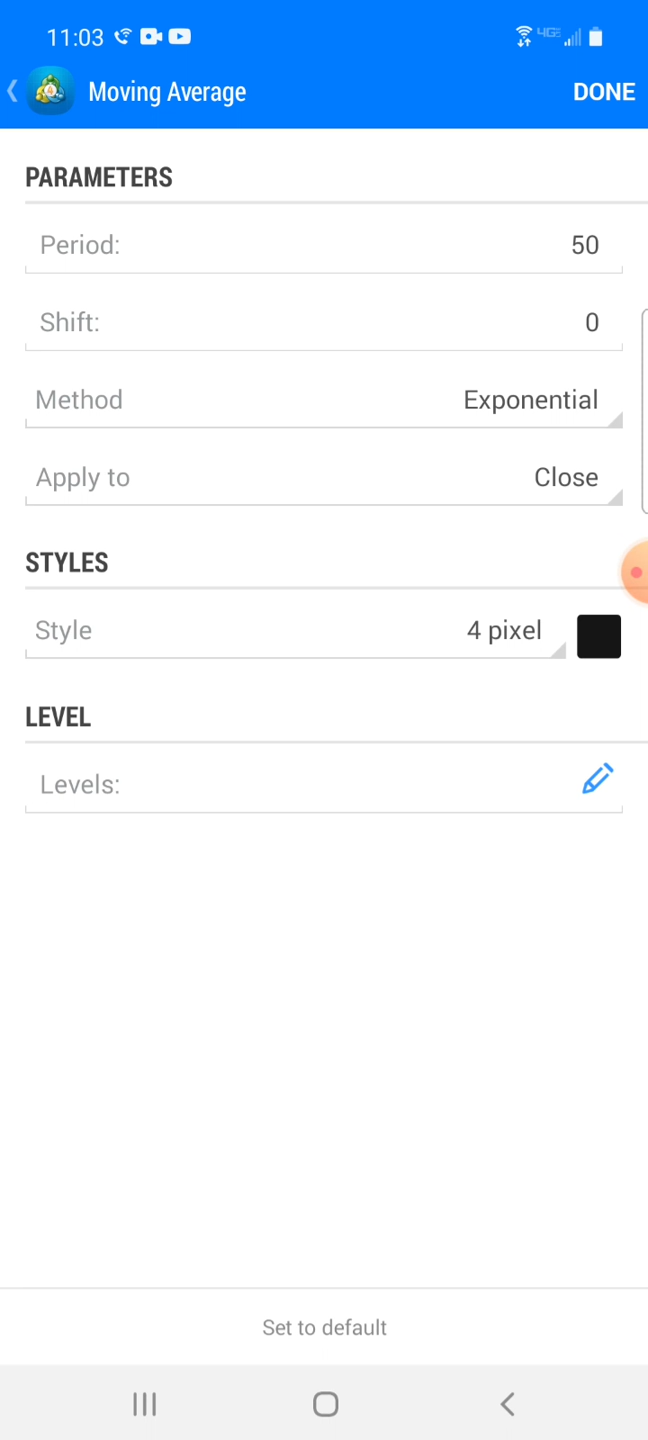 11:03 4GE
Moving Average DONE
PARAMETERS
Period: 50
Shift: 0
Method Exponential
Apply to Close
STYLES
Style 4 pixel
LEVEL
Levels:
Set to default